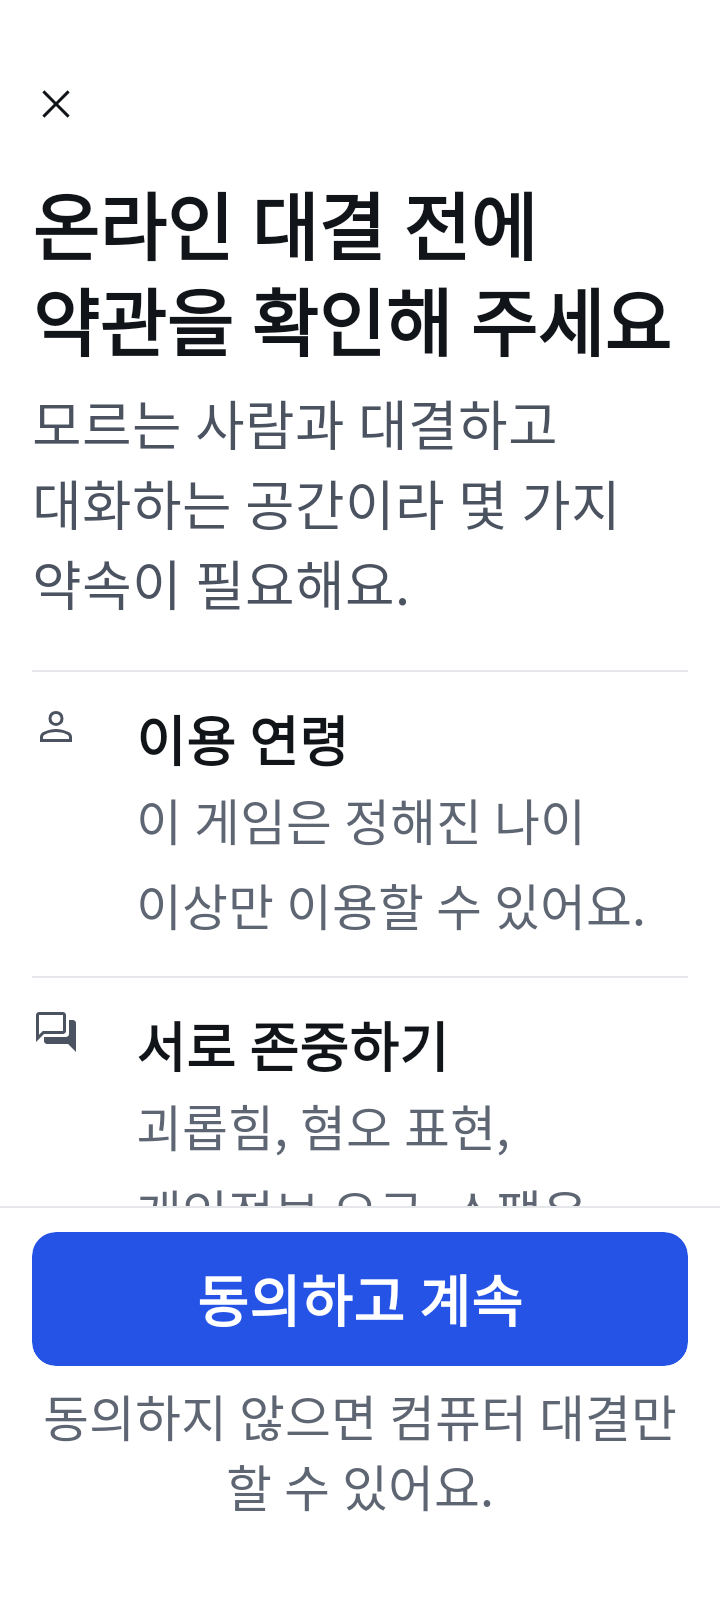 온라인 대결 전에
약관을 확인해 주세요
모르는 사람과 대결하고
대화하는 공간이라 몇 가지
약속이 필요해요.
이용 연령
이 게임은 정해진 나이
이상만 이용할 수 있어요.
서로 존중하기
괴롭힘, 혐오 표현,
동의하고 계속
동의하지 않으면 컴퓨터 대결만
할 수 있어요.